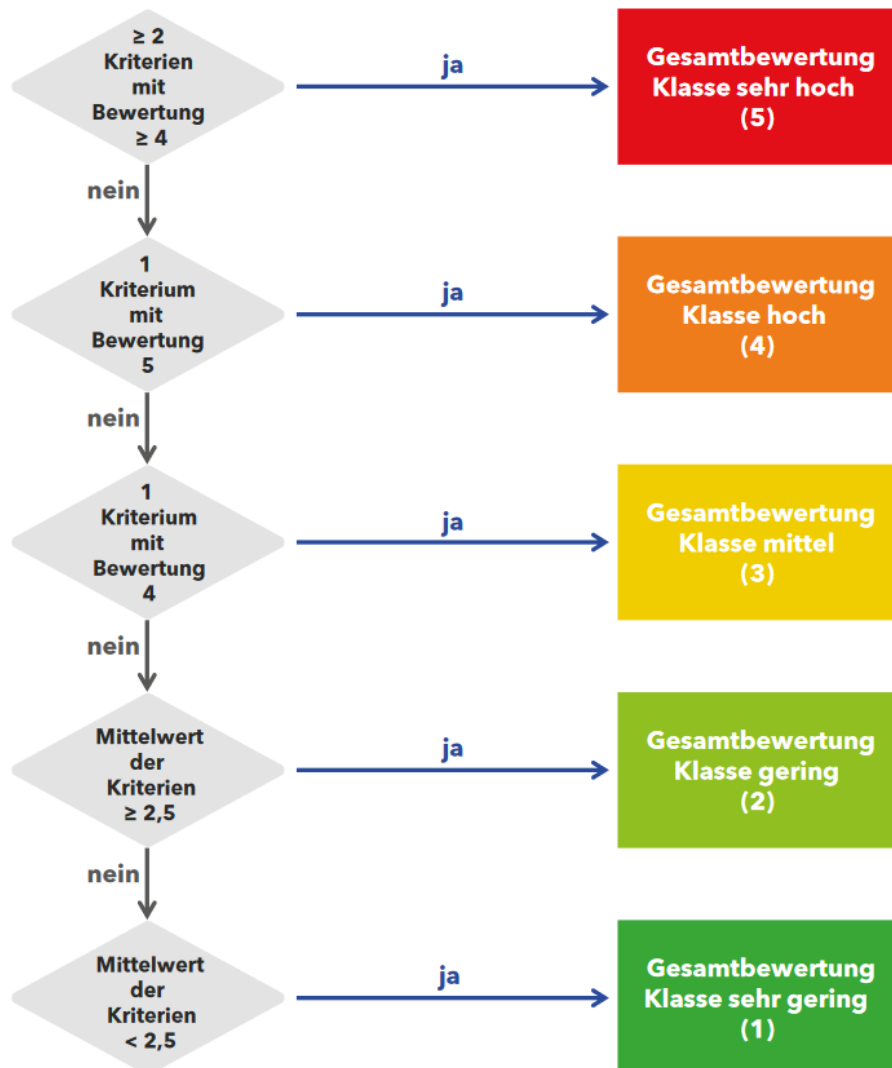 ≥ 2
Kriterien
mit
Bewertung
≥ 4
ja
Gesamtbewertung
Klasse sehr hoch
(5)
nein
1
Kriterium
mit
Bewertung
5
ja
Gesamtbewertung
Klasse hoch
(4)
nein
1
Kriterium
mit
Bewertung
4
ja
Gesamtbewertung
Klasse mittel
(3)
nein
Mittelwert
der
Kriterien
≥ 2,5
ja
Gesamtbewertung
Klasse gering
(2)
nein
Mittelwert
der
Kriterien
< 2,5
ja
Gesamtbewertung
Klasse sehr gering
(1)